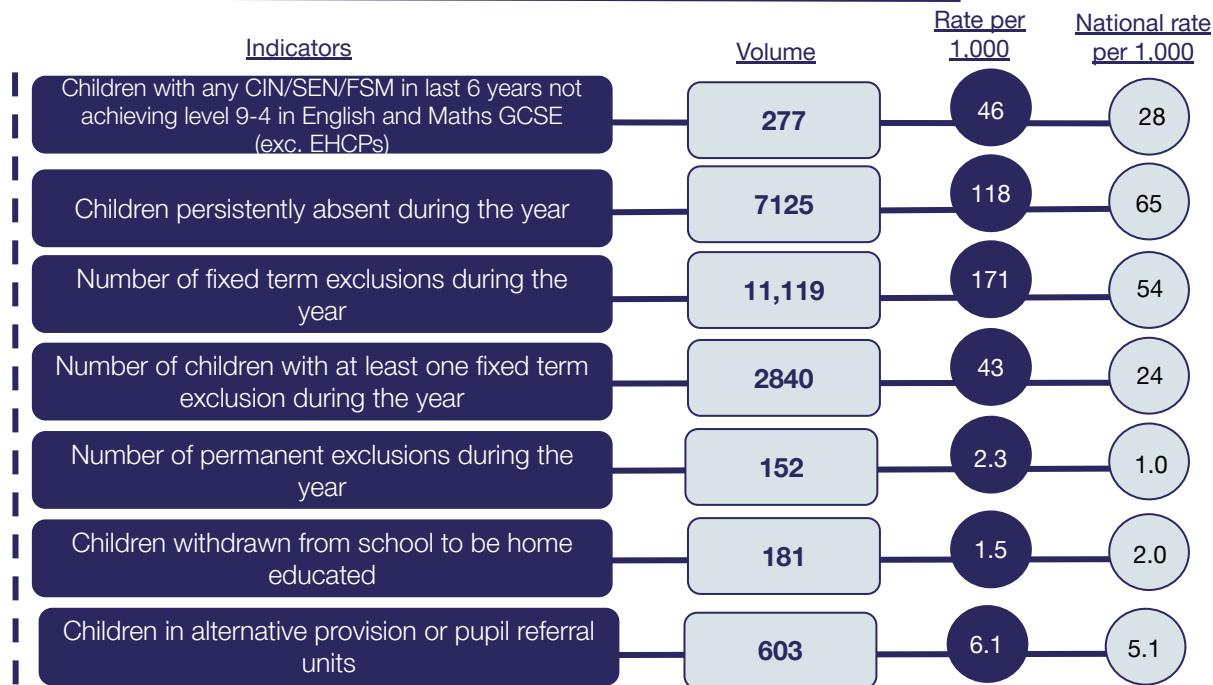 Indicators
Volume
Rate per
1,000
National rate
per 1,000
Children with any CIN/SEN/FSM in last 6 years not
achieving level 9-4 in English and Maths GCSE
(exc. EHCPs)
277
46
28
Children persistently absent during the year
7125
118
65
Number of fixed term exclusions during the
year
11,119
171
54
Number of children with at least one fixed term
exclusion during the year
2840
43
24
Number of permanent exclusions during the
year
152
2.3
1.0
Children withdrawn from school to be home
educated
181
1.5
2.0
Children in alternative provision or pupil referral
units
603
6.1
5.1